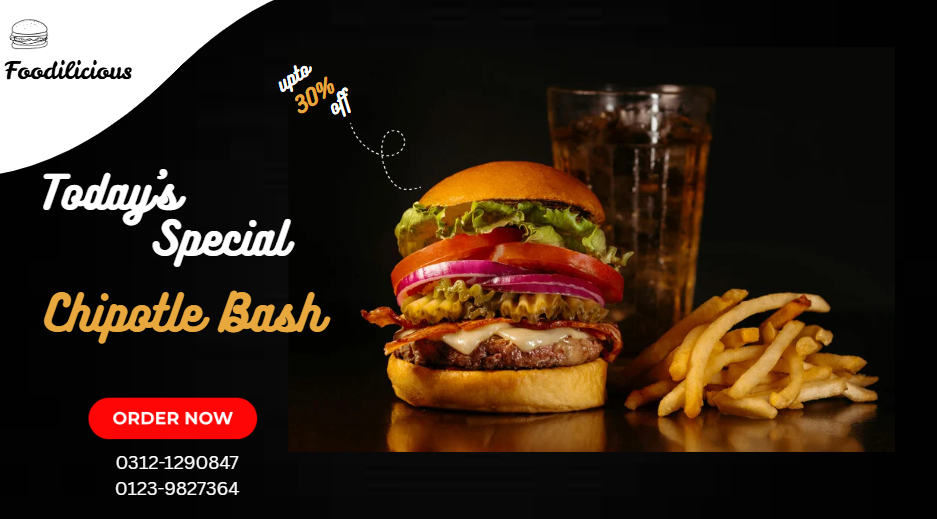 Foodilicious
upto
30%
off
Today's
Special
Chipotle Bash
ORDER NOW
0312-1290847
0123-9827364